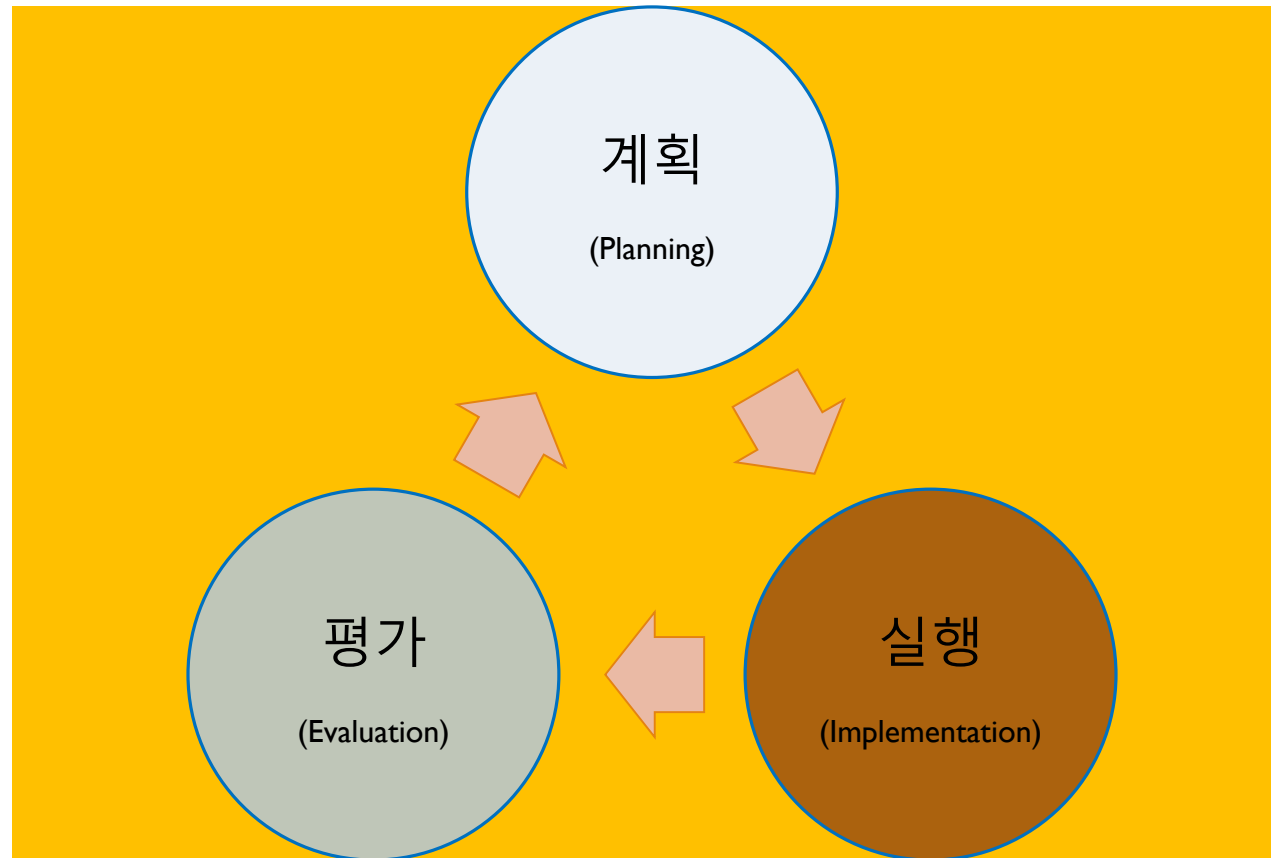 계획
(Planning)
평가
(Evaluation)
실행
(Implementation)